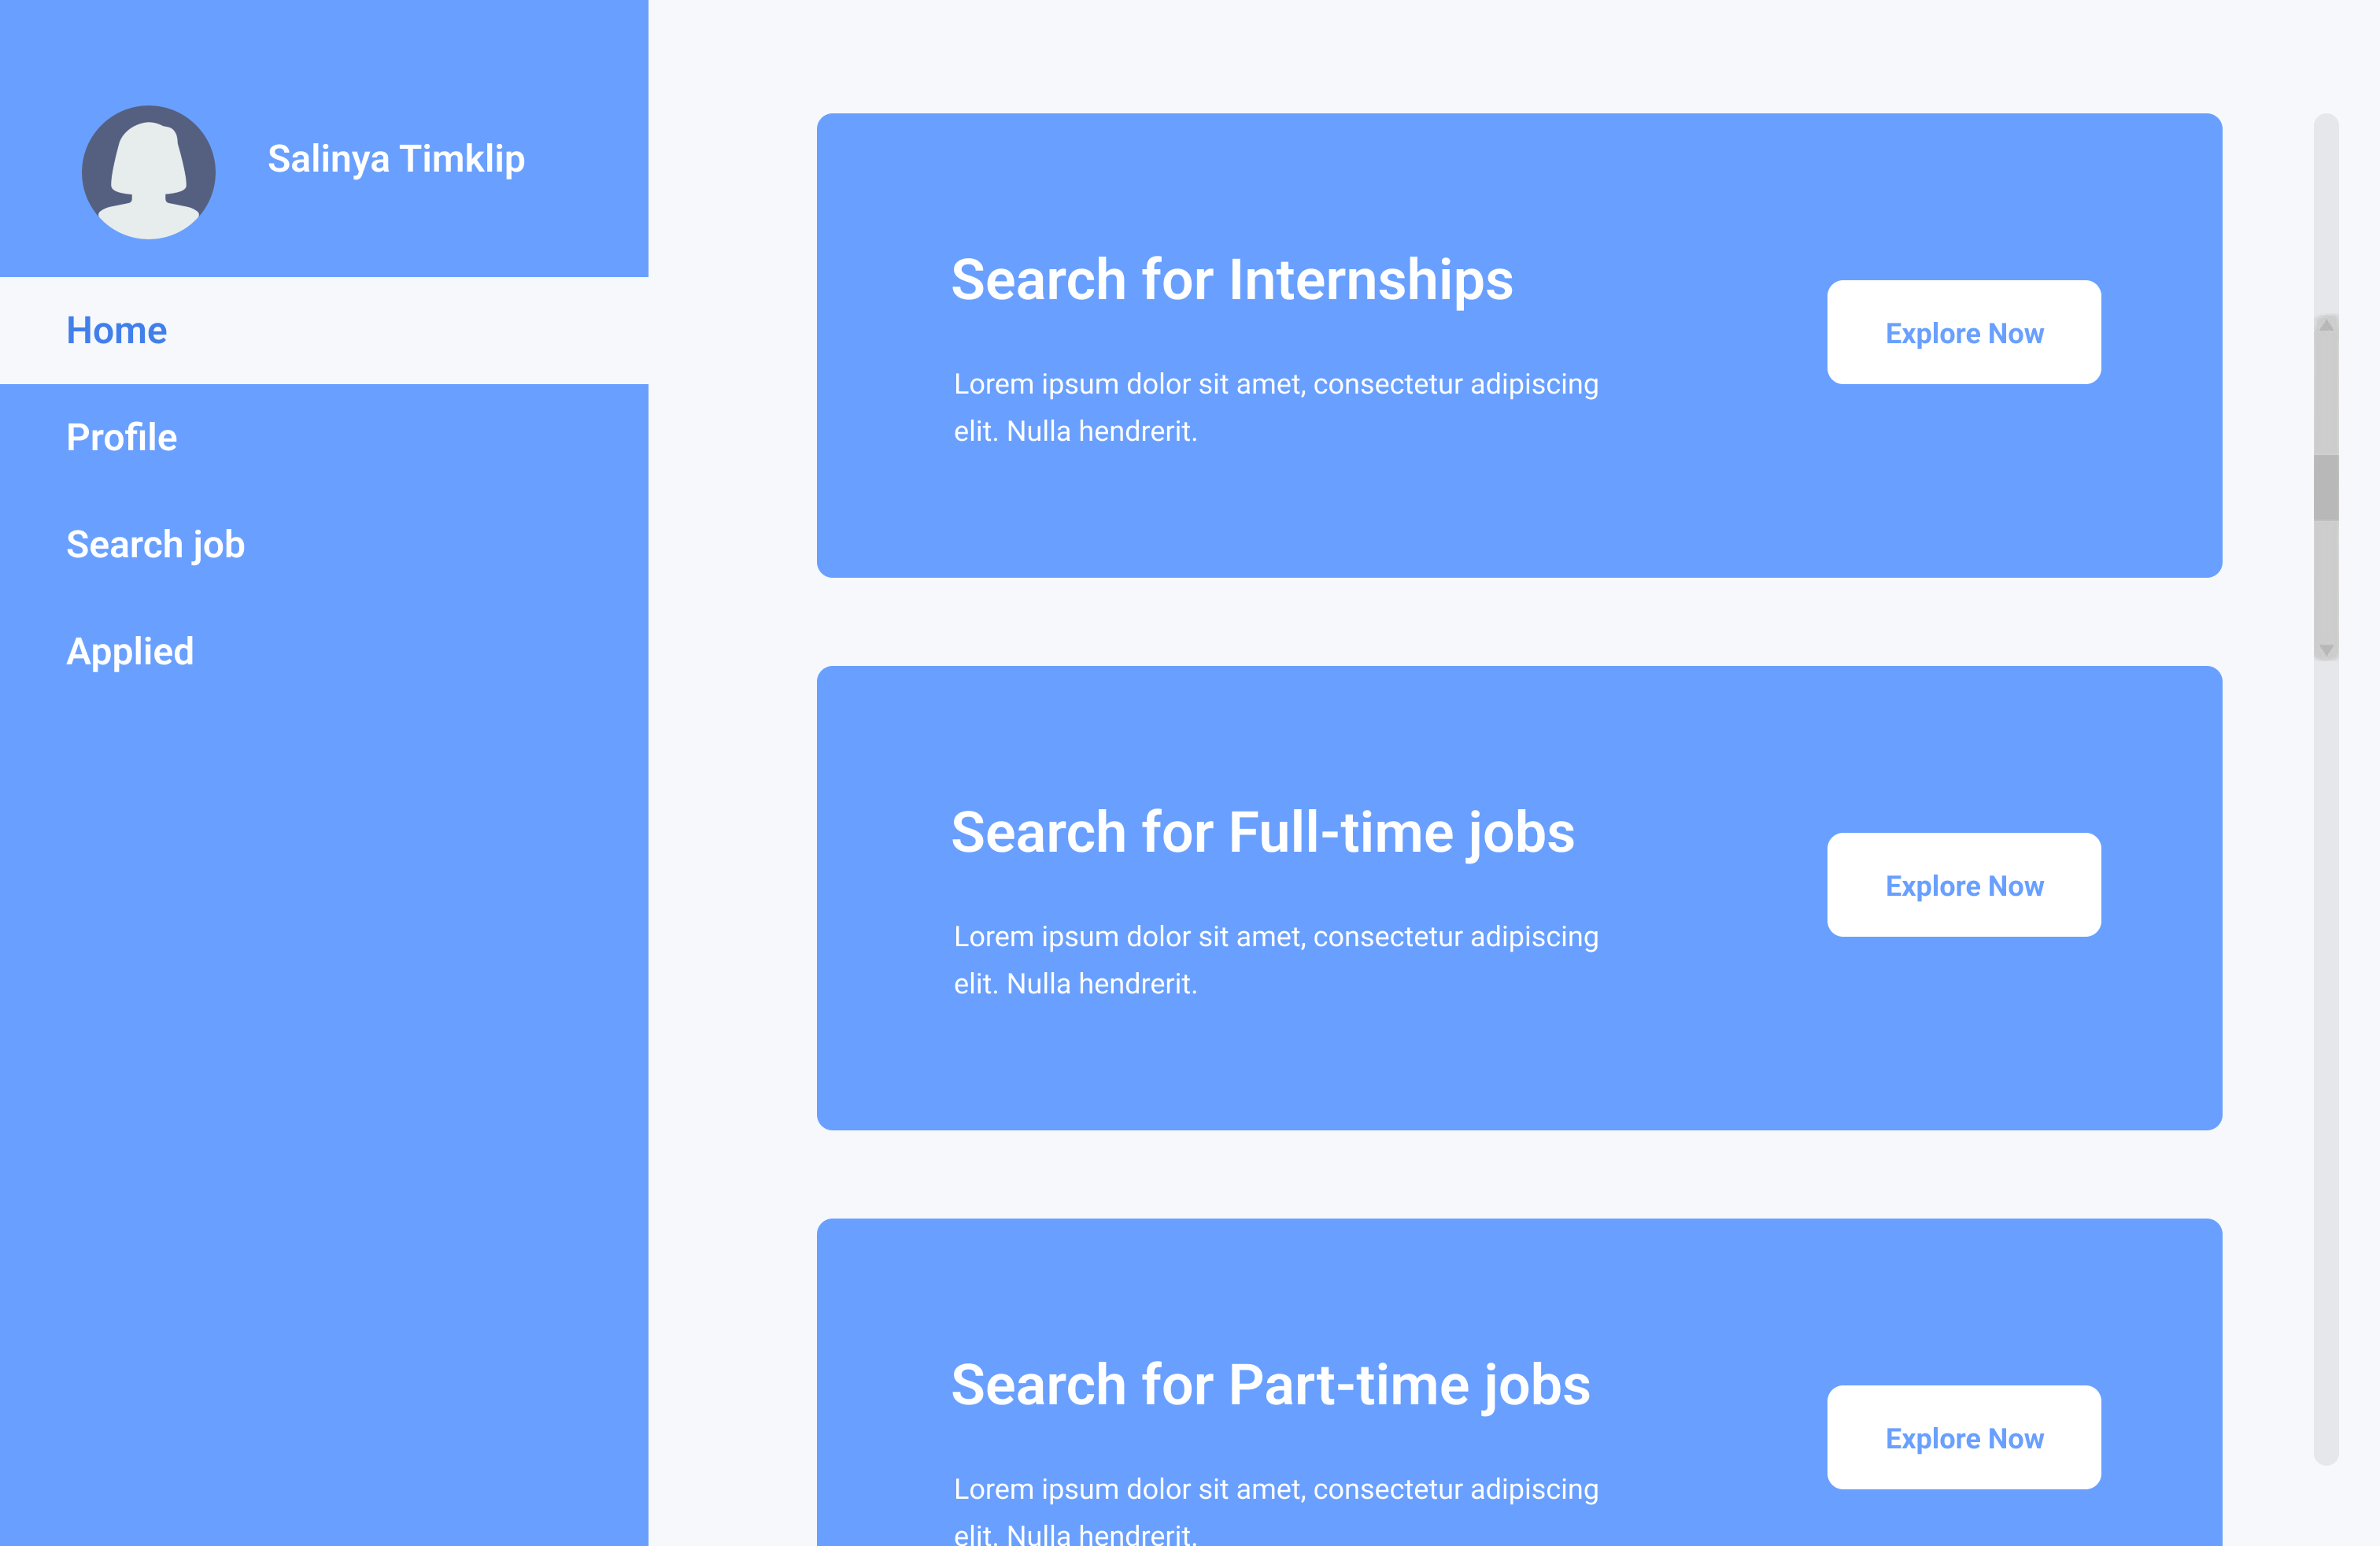 Salinya Timklip
Home
Profile
Search job
Applied
Search for Internships
Lorem ipsum dolor sit amet, consectetur adipiscing
elit. Nulla hendrerit.
Explore Now
Search for Full-time jobs
Lorem ipsum dolor sit amet, consectetur adipiscing
elit. Nulla hendrerit.
Explore Now
Search for Part-time jobs
Lorem ipsum dolor sit amet, consectetur adipiscing
elit. Nulla hendrerit.
Explore Now